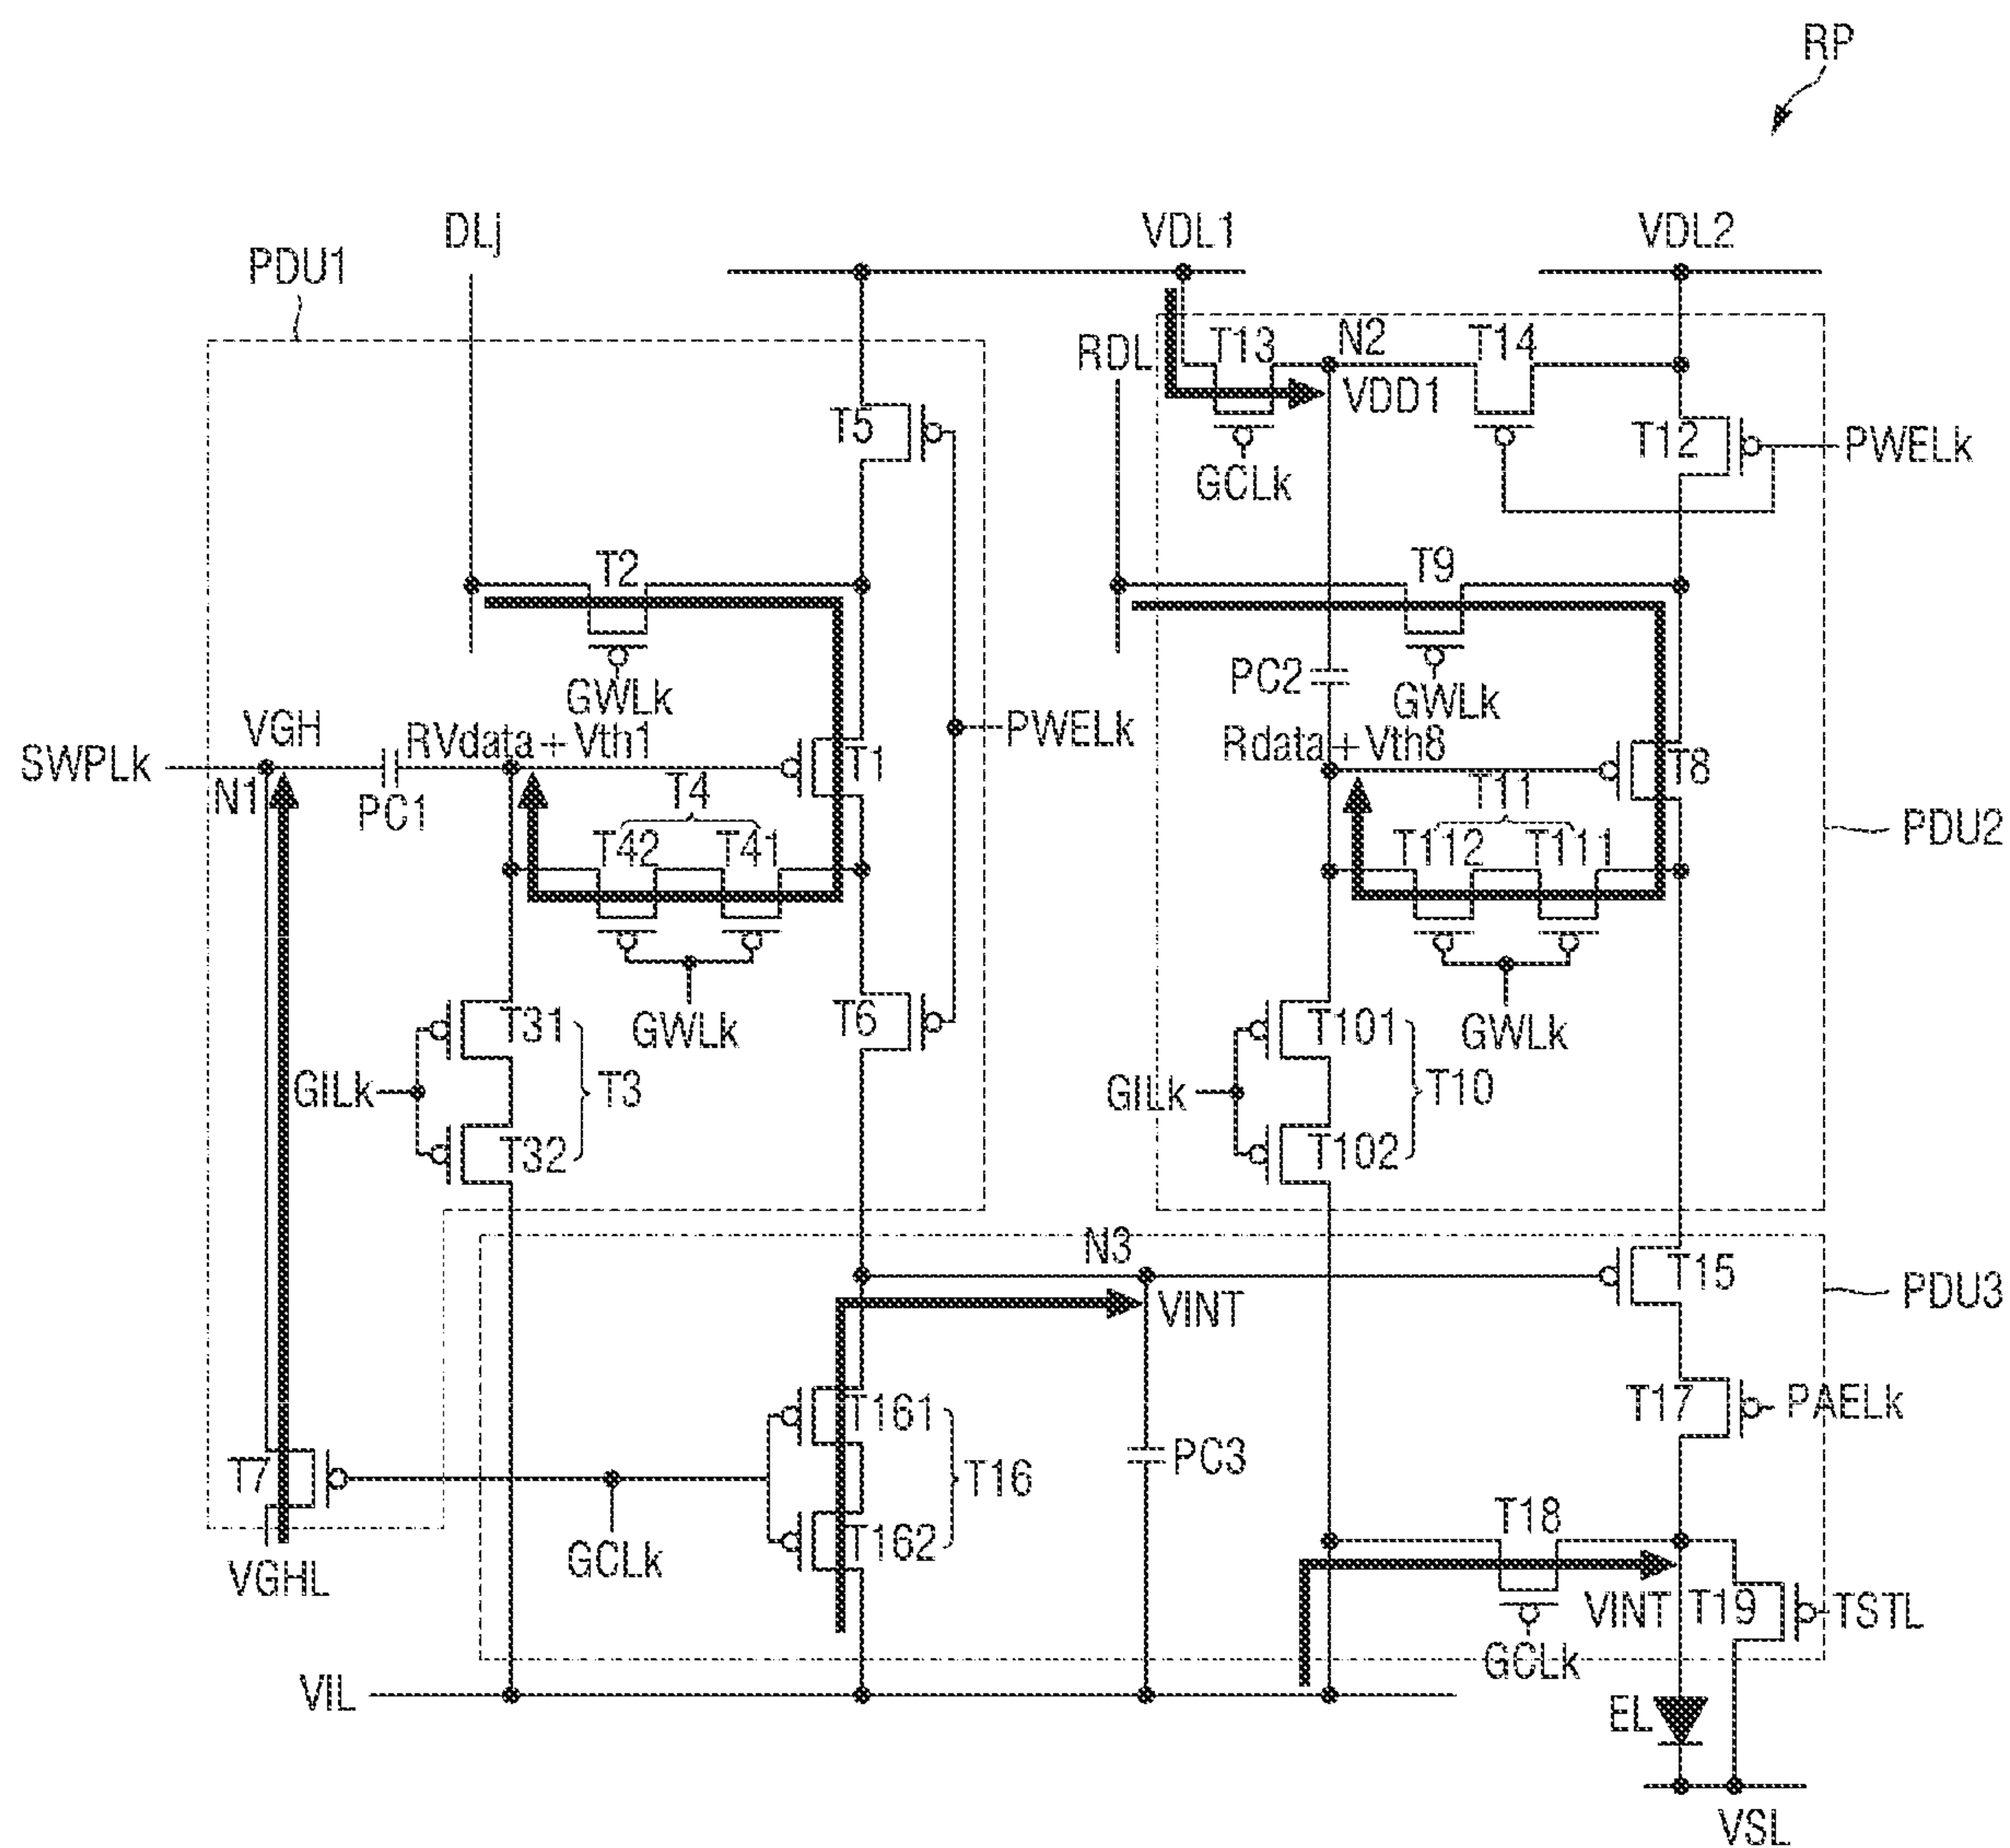 RP
DLj
VDL1
VDL2
PDU1
RDL
T13
N2
T14
VDD1
T5
T12
PWELk
GCLk
T2
T9
GWLk
PC2
GWLk
VGH
RVdata+Vth1
PWELk
Rdata+Vth8
SWPLk
N1
PC1
T1
T8
T4
T11
T42
T41
T112
T111
PDU2
T31
GWLk
T6
T101
GWLk
GILk
T3
GILk
T10
T32
T102
N3
T15
VINT
PDU3
T161
T17
PAELk
T7
T16
PC3
T162
T18
GCLk
VGHL
VINT
T19
TSTL
GCLk
VIL
EL
VSL